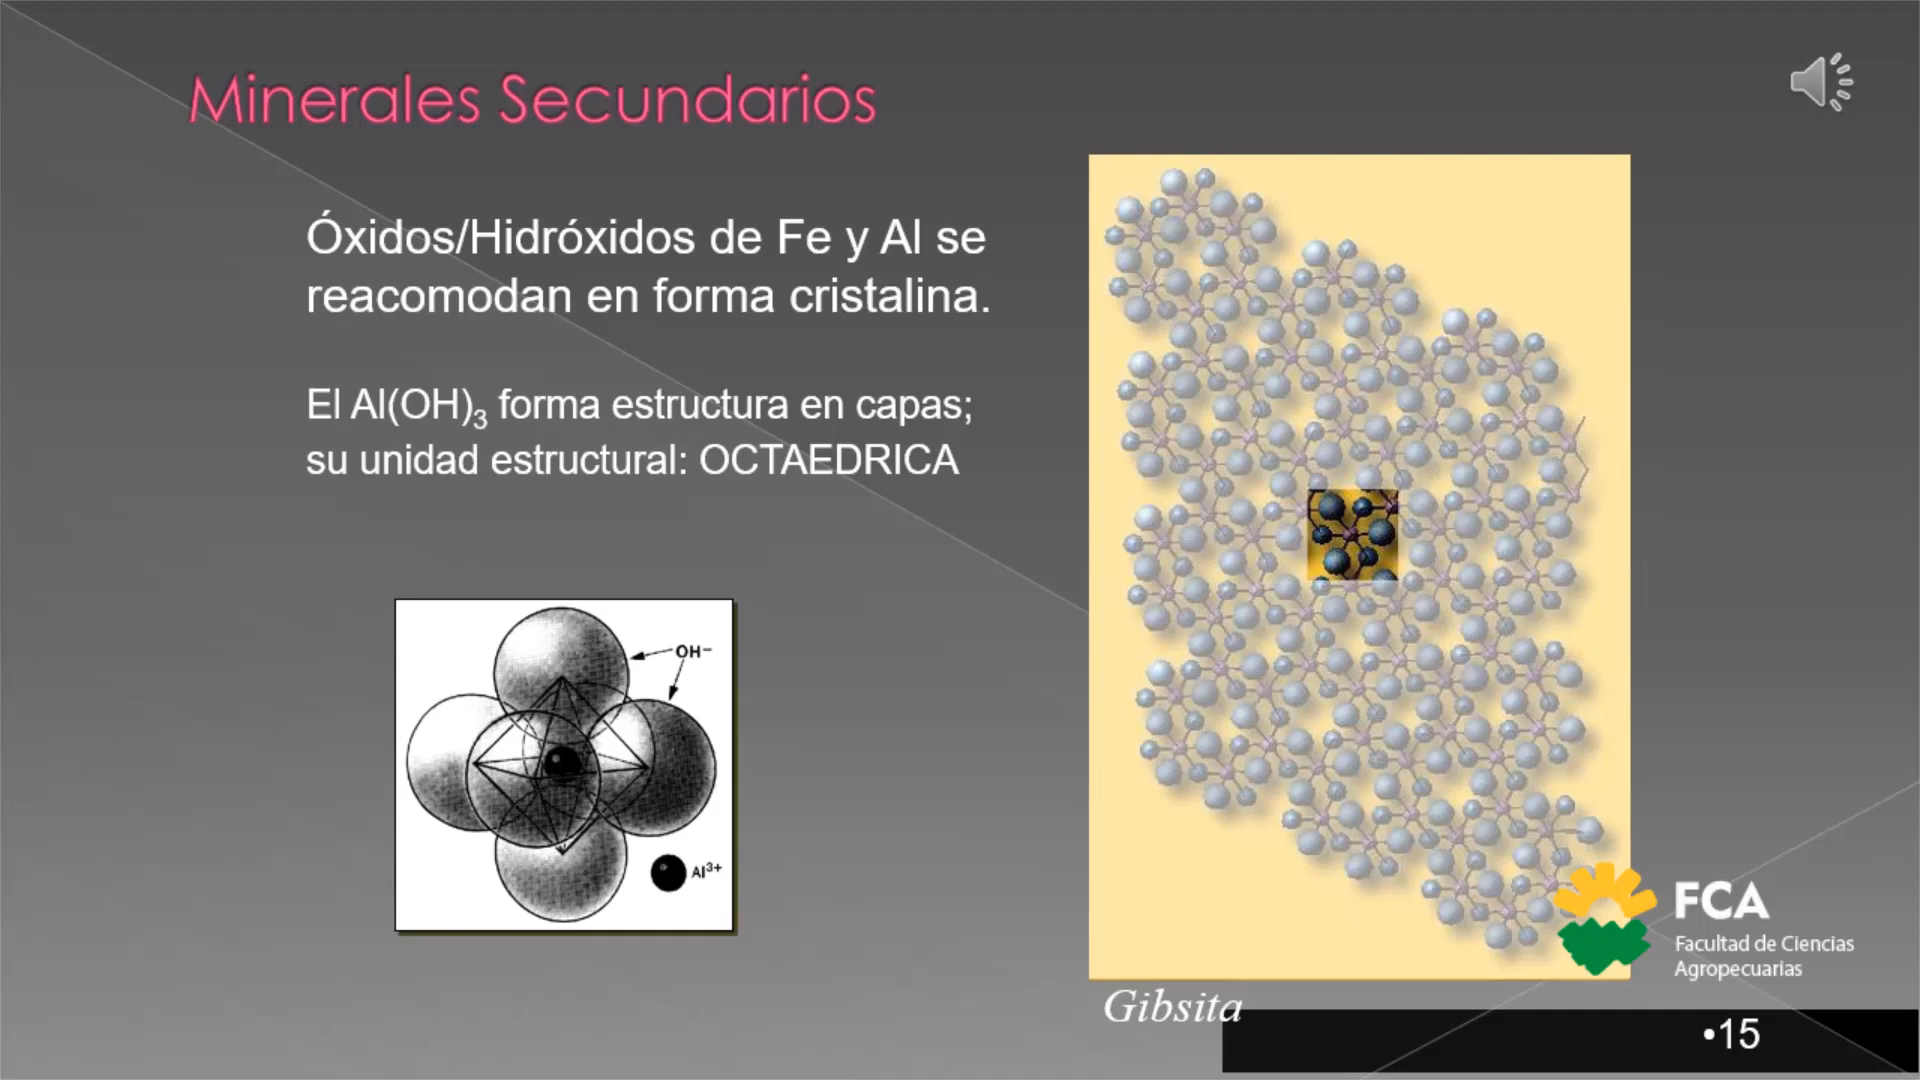 Minerales Secundarios
Óxidos/Hidróxidos de Fe y Al se
reacomodan en forma cristalina.
El Al(OH)₃ forma estructura en capas;
su unidad estructural: OCTAEDRICA
OH⁻
Al³⁺
Gibsita
FCA
Facultad de Ciencias
Agropecuarias
•15